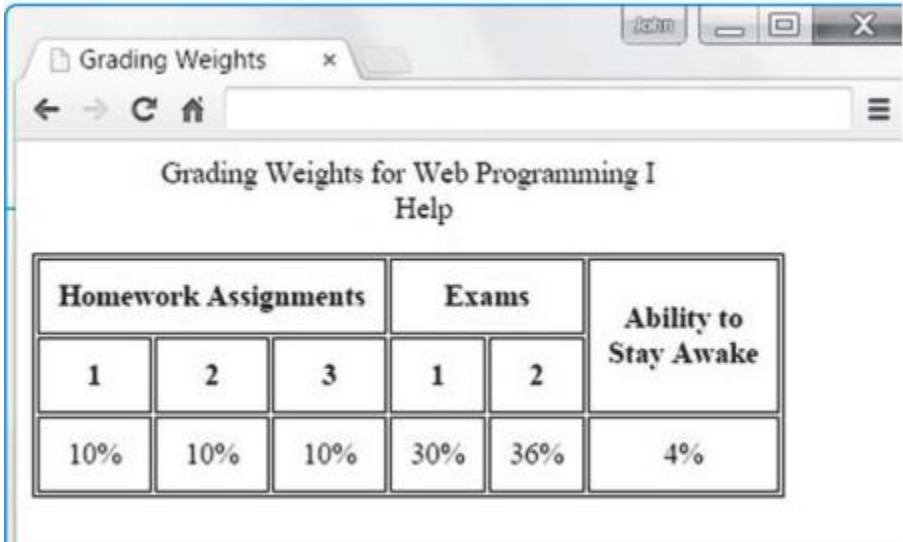 John
Grading Weights
Grading Weights for Web Programming I
Help
Homework Assignments Exams Ability to
Stay Awake
1 2 3 1 2
10% 10% 10% 30% 36% 4%